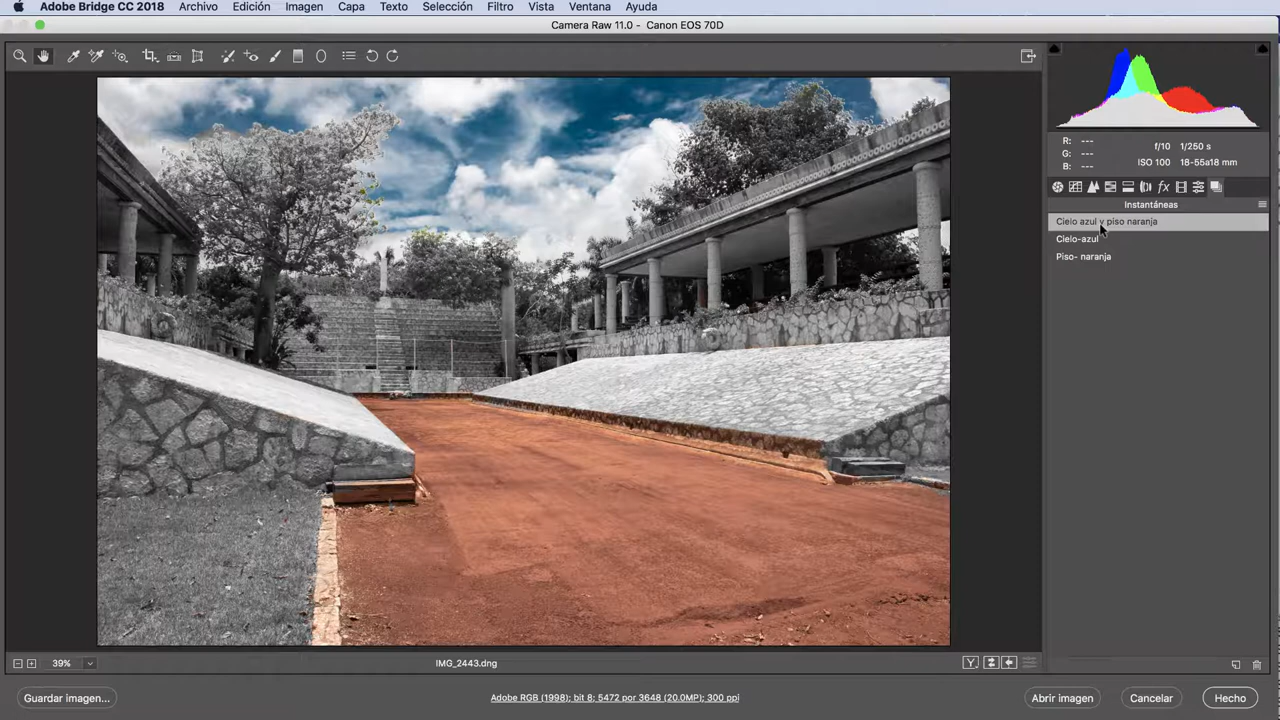 Adobe Bridge CC 2018 Archivo Edición Imagen Capa Texto Selección Filtro Vista Ventana Ayuda
Camera Raw 11.0 - Canon EOS 70D
R: ---
G: ---
B: ---
f/10 1/250 s
ISO 100 18-55a18 mm
fx
Instantáneas
Cielo azul y piso naranja
Cielo-azul
Piso- naranja
39%
IMG_2443.dng
Y
Guardar imagen...
Adobe RGB (1998); bit 8; 5472 por 3648 (20.0MP); 300 ppi
Abrir imagen
Cancelar
Hecho